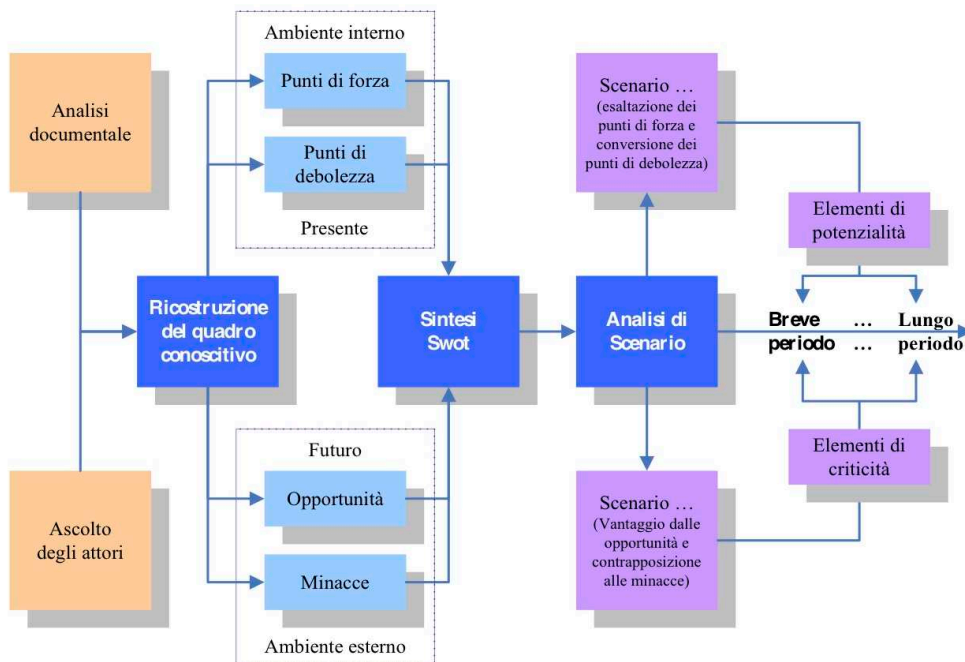 Analisi
documentale
Ascolto
degli attori
Ricostruzione
del quadro
conoscitivo
Ambiente interno
Punti di forza
Punti di
debolezza
Presente
Futuro
Opportunità
Minacce
Ambiente esterno
Sintesi
Swot
Analisi di
Scenario
Scenario …
(esaltazione dei
punti di forza e
conversione dei
punti di debolezza)
Scenario …
(Vantaggio dalle
opportunità e
contrapposizione
alle minacce)
Elementi di
potenzialità
Breve … Lungo
periodo … periodo
Elementi di
criticità